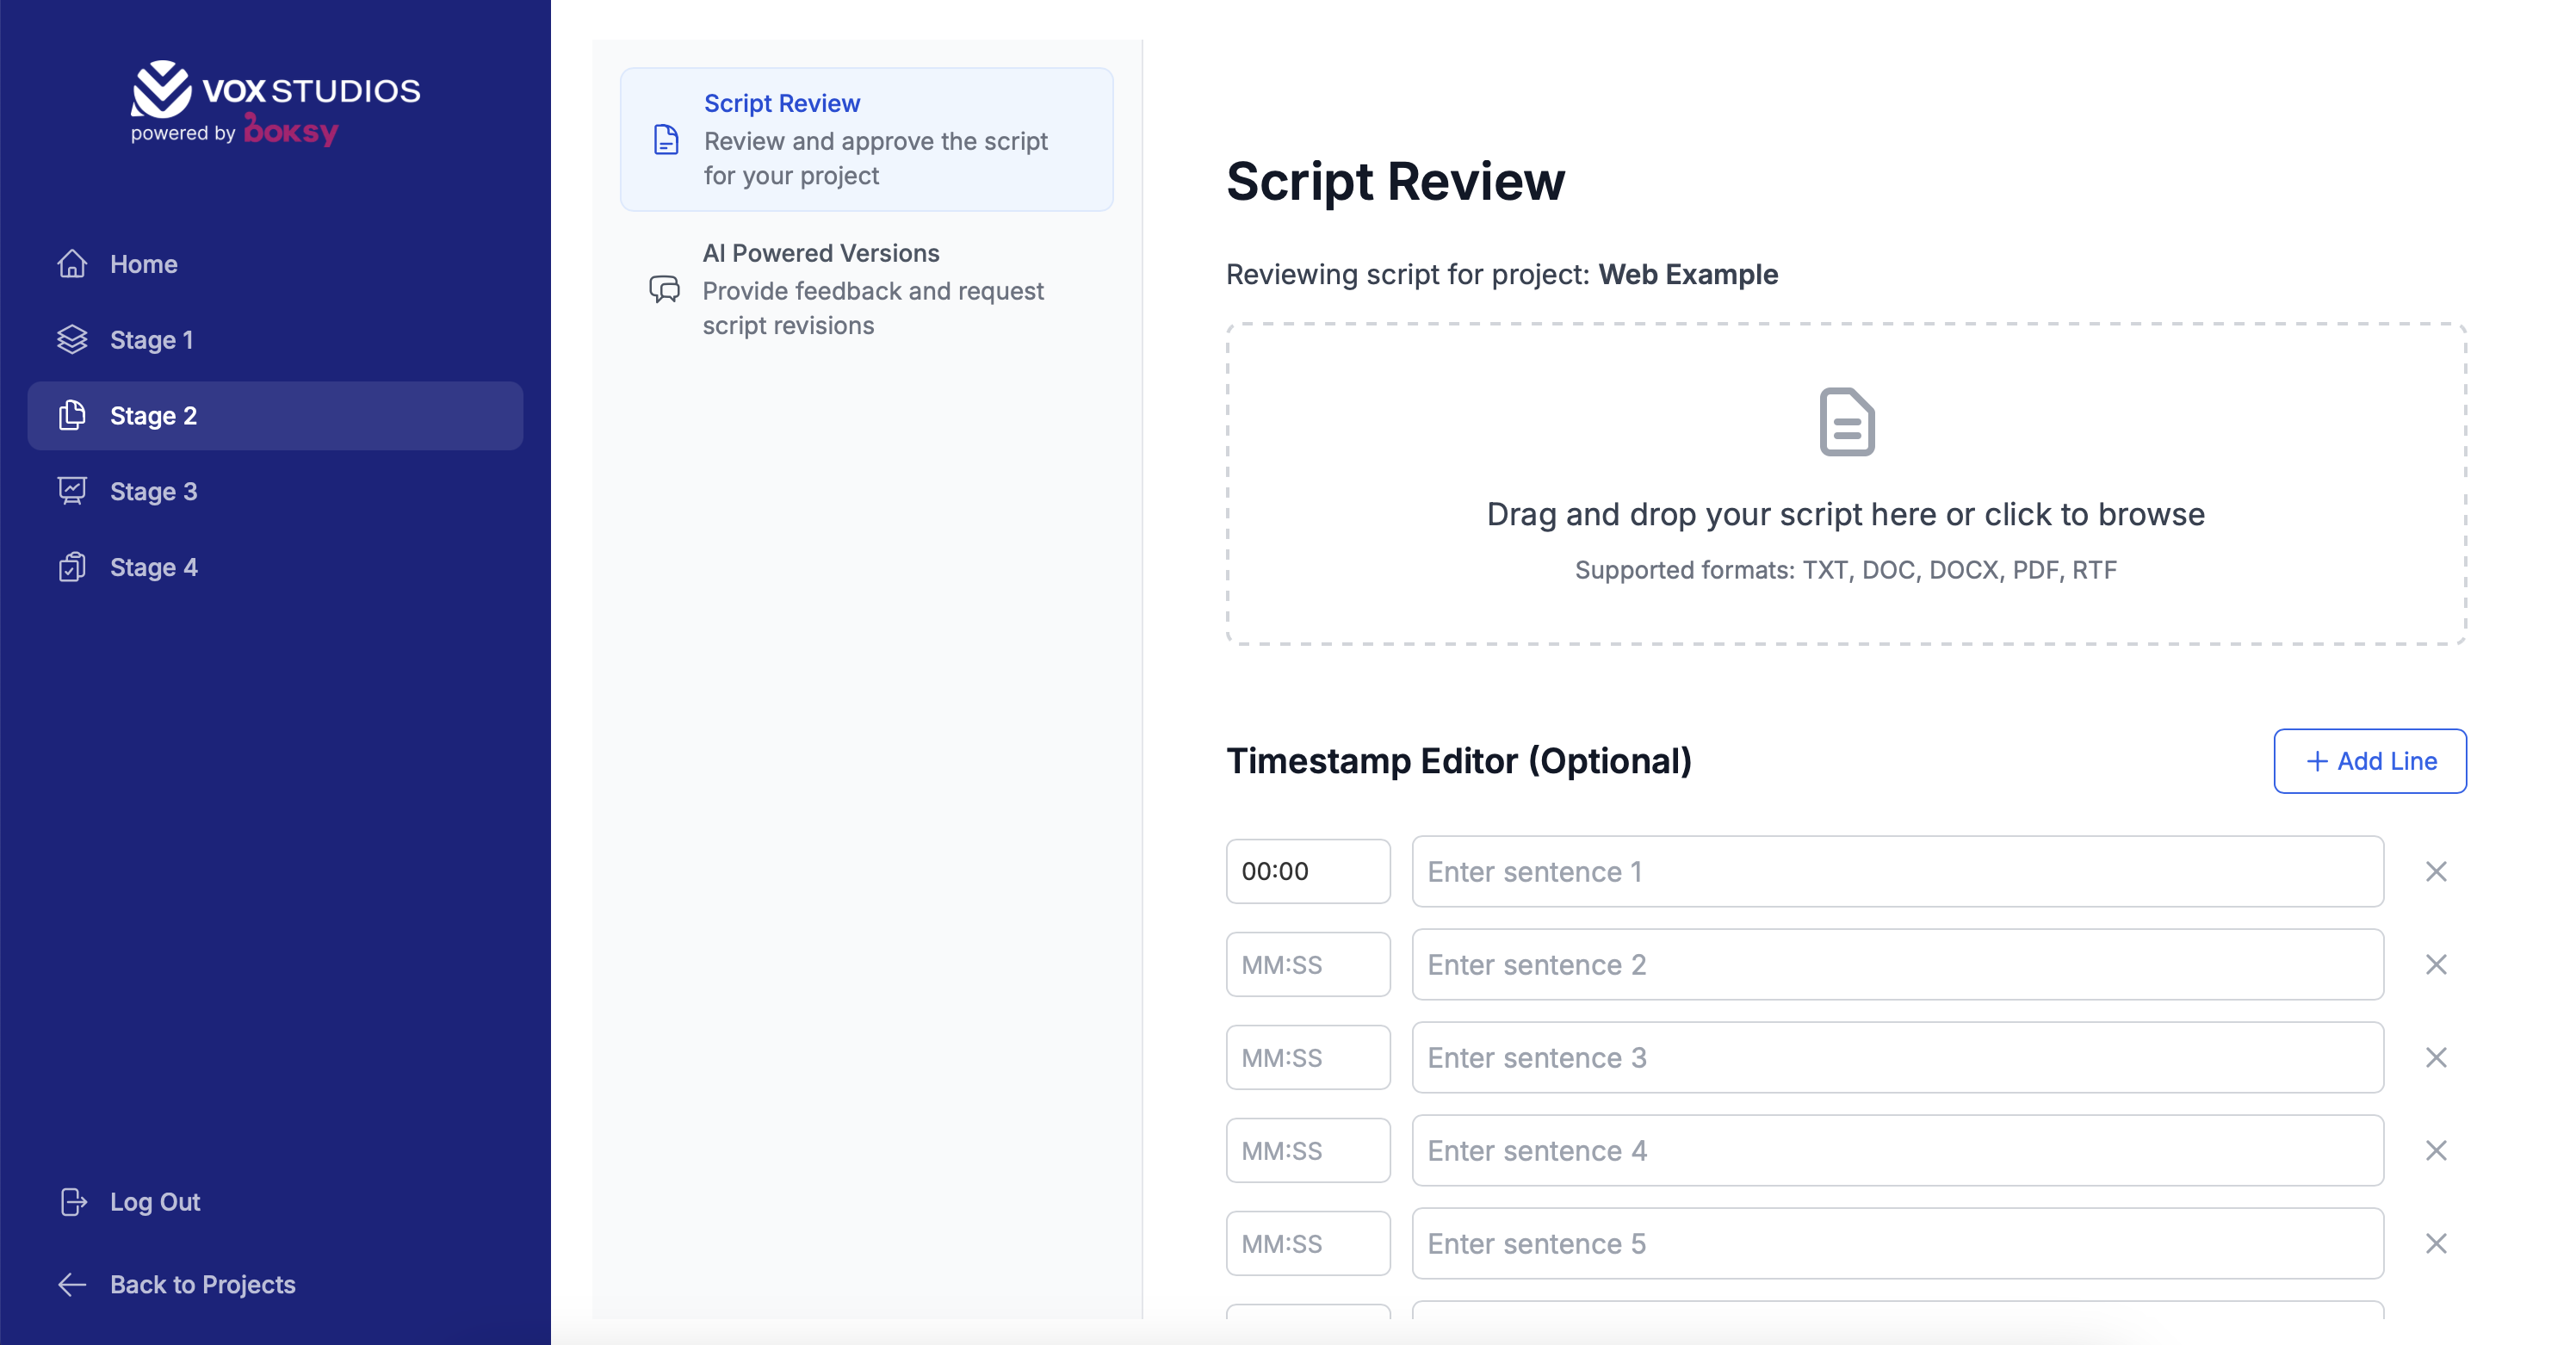 VOX STUDIOS
powered by boksy
Home
Stage 1
Stage 2
Stage 3
Stage 4
Log Out
Back to Projects
Script Review
Review and approve the script
for your project
AI Powered Versions
Provide feedback and request
script revisions
Script Review
Reviewing script for project: Web Example
Drag and drop your script here or click to browse
Supported formats: TXT, DOC, DOCX, PDF, RTF
Timestamp Editor (Optional)
+ Add Line
00:00 Enter sentence 1
MM:SS Enter sentence 2
MM:SS Enter sentence 3
MM:SS Enter sentence 4
MM:SS Enter sentence 5